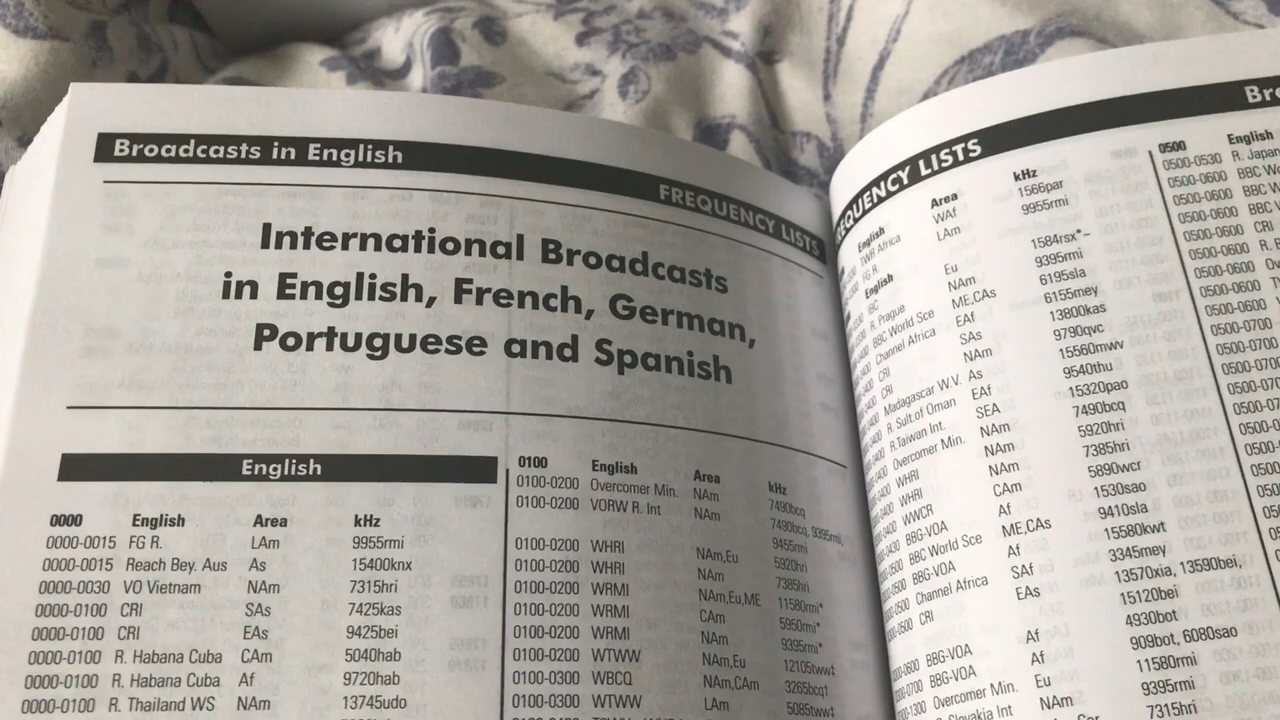 Broadcasts in English
FREQUENCY LISTS
International Broadcasts
in English, French, German,
Portuguese and Spanish
English
0000 English Area kHz
0000-0015 FG R. LAm 9955rmi
0000-0015 Reach Bey. Aus As 15400knx
0000-0030 VO Vietnam NAm 7315hri
0000-0100 CRI SAs 7425kas
0000-0100 CRI EAs 9425bei
0000-0100 R. Habana Cuba CAm 5040hab
0000-0100 R. Habana Cuba Af 9720hab
0000-0100 R. Thailand WS NAm 13745udo
0100 English Area kHz
0100-0200 Overcomer Min. NAm 7490bcq
0100-0200 VORW R. Int NAm 7490bcq, 9395rmi,
9455rmi
0100-0200 WHRI NAm,Eu 5920hri
0100-0200 WHRI NAm 7385hri
0100-0200 WRMI NAm,Eu,ME 11580rmi*
0100-0200 WRMI CAm 5950rmi*
0100-0200 WRMI NAm 9395rmi*
0100-0200 WTWW NAm,Eu 12105tww‡
0100-0300 WBCQ NAm,CAm 3265bcq†
0100-0300 WTWW LAm 5085tww‡
FREQUENCY LISTS
English Area kHz
TWR Africa WAf 1566par
FG R. LAm 9955rmi
English
IBC Eu 1584rsx*–
R. Prague NAm 9395rmi
BBC World Sce ME,CAs 6195sla
Channel Africa EAf 6155mey
CRI SAs 13800kas
CRI NAm 9790qvc
Madagascar W.V. As 15560mwv
R. Sult.of Oman EAf 9540thu
R.Taiwan Int. SEA 15320pao
Overcomer Min. NAm 7490bcq
WHRI NAm 5920hri
WHRI NAm 7385hri
WWCR CAm 5890wcr
BBG-VOA Af 1530sao
BBC World Sce ME,CAs 9410sla
BBG-VOA Af 15580kwt
Channel Africa SAf 3345mey
CRI EAs 13570xia, 13590bei,
15120bei
BBG-VOA Af 4930bot
BBG-VOA Af 909bot, 6080sao
Overcomer Min. Eu 11580rmi
R. Slovakia Int NAm 9395rmi
7315hri
0500 English
0500-0530 R. Japan
0500-0600 BBC
0500-0600 BBC
0500-0600 BBC
0500-0600 CRI
0500-0600 R.
0500-0600
0500-0600
0500-0700
0500-0700